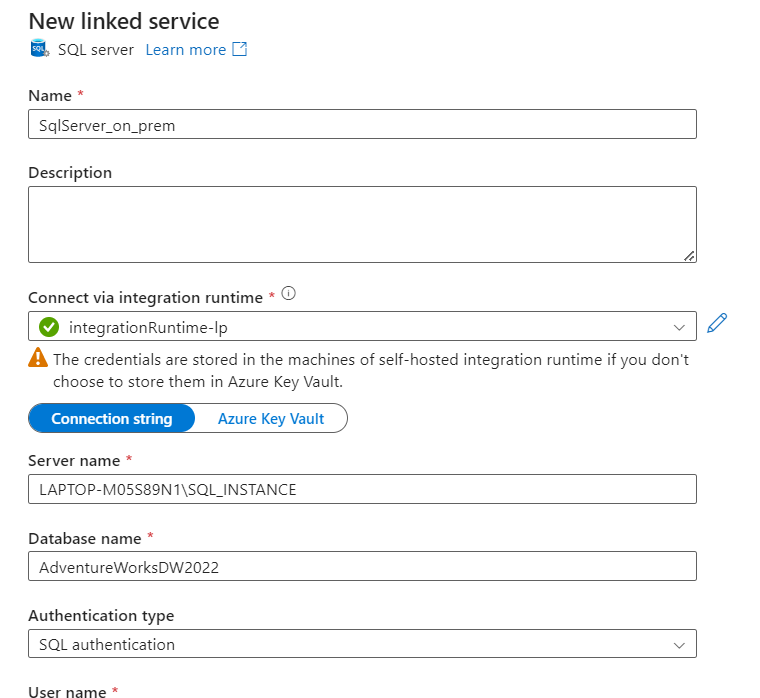 New linked service
SQL server Learn more
Name *
SqlServer_on_prem
Description
Connect via integration runtime *
integrationRuntime-lp
The credentials are stored in the machines of self-hosted integration runtime if you don't
choose to store them in Azure Key Vault.
Connection string Azure Key Vault
Server name *
LAPTOP-M05S89N1\SQL_INSTANCE
Database name *
AdventureWorksDW2022
Authentication type
SQL authentication
User name *